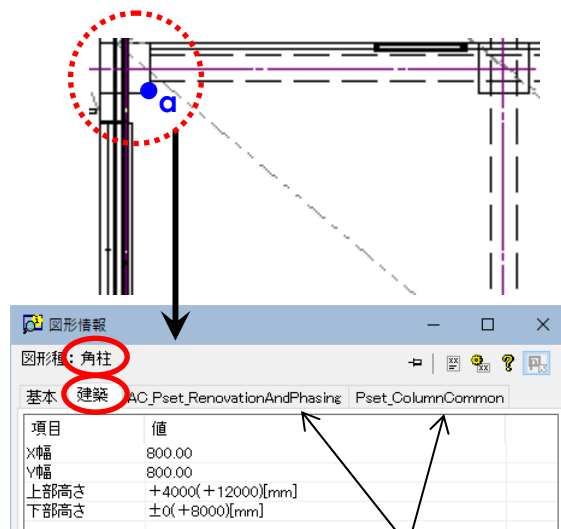 a
図形情報
図形種：角柱
基本 建築 AC_Pset_RenovationAndPhasing Pset_ColumnCommon
項目 値
X幅 800.00
Y幅 800.00
上部高さ +4000(+12000)[mm]
下部高さ ±0(+8000)[mm]